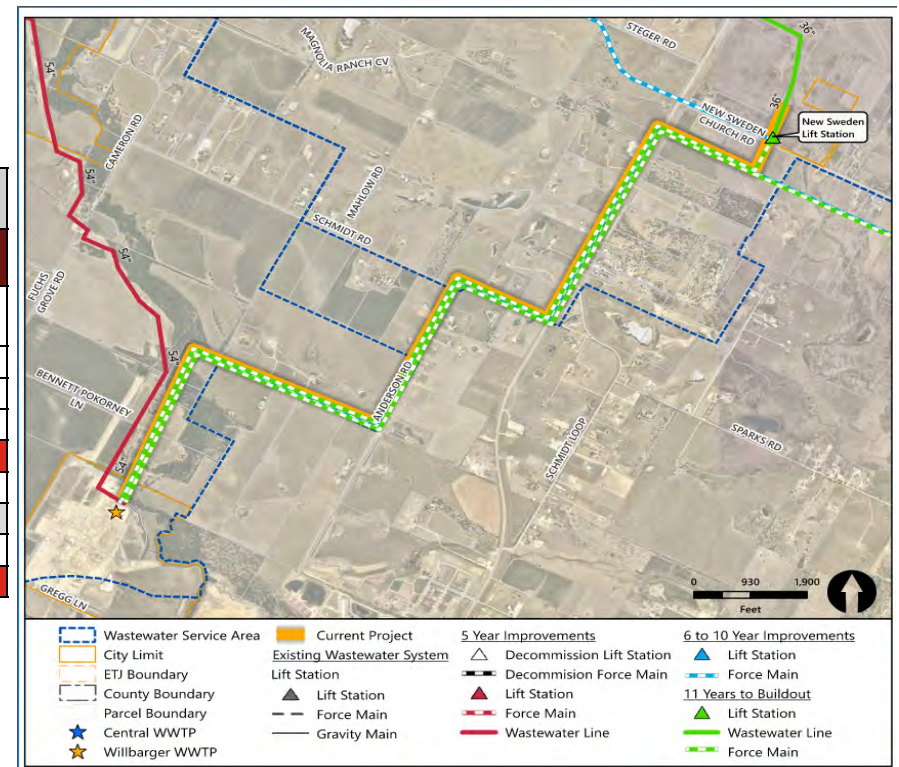 STEGER RD
36"
MAGNOLIA
RANCH CV
54"
36"
NEW SWEDEN
CHURCH RD
New Sweden
Lift Station
CAMERON RD
54"
MAHLOW RD
SCHMIDT RD
54"
FUCHS
GROVE RD
54"
BENNETT POKORNEY
LN
ANDERSON RD
SPARKS RD
SCHMIDT LOOP
54"
GREGG LN
0 930 1,900
Feet
Wastewater Service Area
City Limit
ETJ Boundary
County Boundary
Parcel Boundary
Central WWTP
Willbarger WWTP
Current Project
Existing Wastewater System
Lift Station
Lift Station
Force Main
Gravity Main
5 Year Improvements
Decommission Lift Station
Decommision Force Main
Lift Station
Force Main
Wastewater Line
6 to 10 Year Improvements
Lift Station
Force Main
11 Years to Buildout
Lift Station
Wastewater Line
Force Main